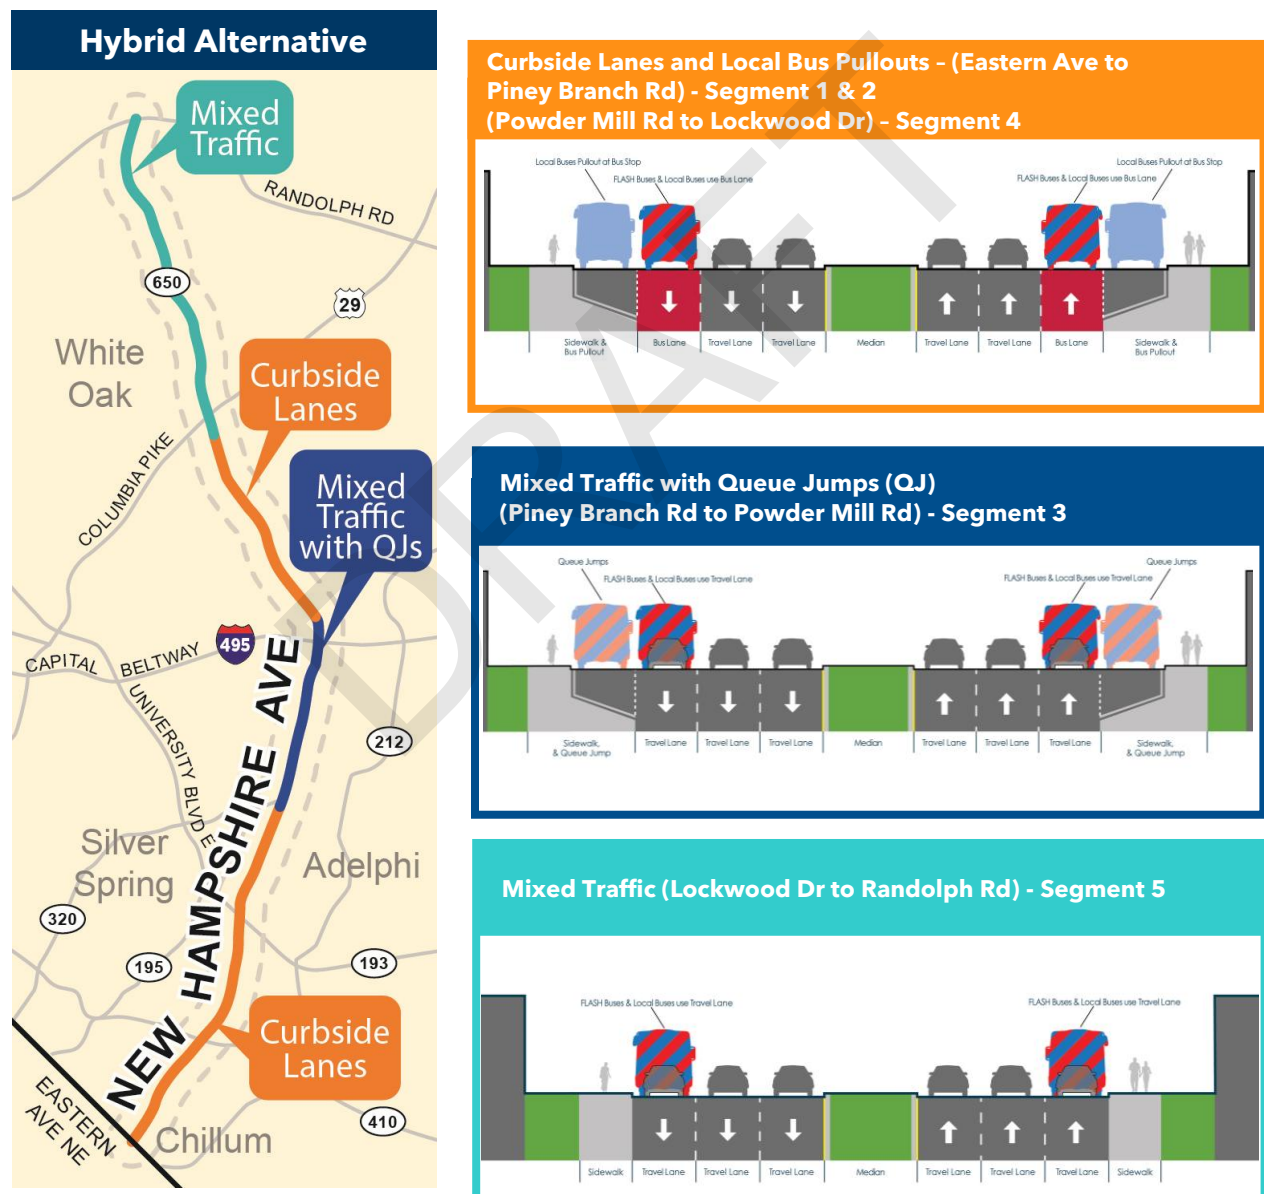 Hybrid Alternative
Mixed
Traffic
RANDOLPH RD
650
29
White
Oak
Curbside
Lanes
COLUMBIA PIKE
Mixed
Traffic
with QJs
495
CAPITAL BELTWAY
UNIVERSITY BLVD E
212
NEW HAMPSHIRE AVE
Silver
Spring
Adelphi
320
195
193
Curbside
Lanes
EASTERN
AVE NE
410
Chillum
Curbside Lanes and Local Bus Pullouts – (Eastern Ave to
Piney Branch Rd) - Segment 1 & 2
(Powder Mill Rd to Lockwood Dr) – Segment 4
Local Buses Pullout at Bus Stop
FLASH Buses & Local Buses use Bus Lane
Local Buses Pullout at Bus Stop
FLASH Buses & Local Buses use Bus Lane
Sidewalk &
Bus Pullout
Bus Lane
Travel Lane
Travel Lane
Median
Travel Lane
Travel Lane
Bus Lane
Sidewalk &
Bus Pullout
Mixed Traffic with Queue Jumps (QJ)
(Piney Branch Rd to Powder Mill Rd) - Segment 3
Queue Jumps
FLASH Buses & Local Buses use Travel Lane
Queue Jumps
FLASH Buses & Local Buses use Travel Lane
Sidewalk,
& Queue Jump
Travel Lane
Travel Lane
Travel Lane
Median
Travel Lane
Travel Lane
Travel Lane
Sidewalk,
& Queue Jump
Mixed Traffic (Lockwood Dr to Randolph Rd) - Segment 5
FLASH Buses & Local Buses use Travel Lane
FLASH Buses & Local Buses use Travel Lane
Sidewalk
Travel Lane
Travel Lane
Travel Lane
Median
Travel Lane
Travel Lane
Travel Lane
Sidewalk
DRAFT